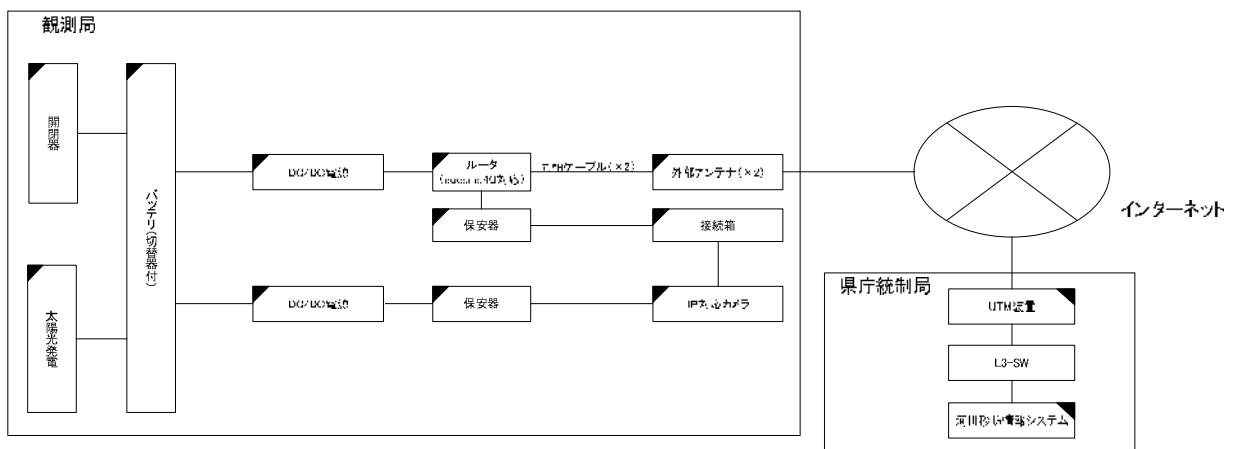 観測局
開閉器
バッテリ(切替器付)
DC/DC電源
ルータ
ケーブル(×2)
外部アンテナ(×2)
保安器
接続箱
インターネット
太陽光発電
DC/DC電源
保安器
IP対応カメラ
県庁統制局
UTM装置
L3-SW
河川砂防情報システム